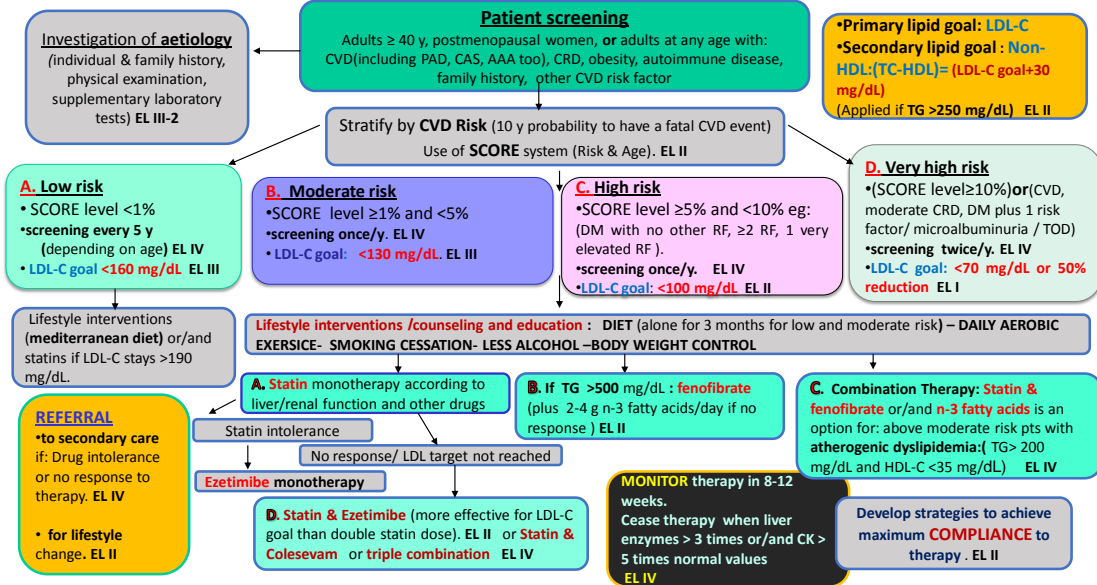 Patient screening
Adults ≥ 40 y, postmenopausal women, or adults at any age with:
CVD(including PAD, CAS, AAA too), CRD, obesity, autoimmune disease,
family history, other CVD risk factor
Investigation of aetiology
(individual & family history,
physical examination,
supplementary laboratory
tests) EL III-2
•Primary lipid goal: LDL-C
•Secondary lipid goal : Non-
HDL:(TC-HDL)= (LDL-C goal+30
mg/dL)
(Applied if TG >250 mg/dL) EL II
Stratify by CVD Risk (10 y probability to have a fatal CVD event)
Use of SCORE system (Risk & Age). EL II
A. Low risk
• SCORE level <1%
•screening every 5 y
(depending on age) EL IV
• LDL-C goal <160 mg/dL EL III
B. Moderate risk
•SCORE level ≥1% and <5%
•screening once/y. EL IV
• LDL-C goal: <130 mg/dL. EL III
C. High risk
•SCORE level ≥5% and <10% eg:
(DM with no other RF, ≥2 RF, 1 very
elevated RF ).
•screening once/y. EL IV
•LDL-C goal: <100 mg/dL EL II
D. Very high risk
•(SCORE level≥10%)or(CVD,
moderate CRD, DM plus 1 risk
factor/ microalbuminuria / TOD)
•screening twice/y. EL IV
•LDL-C goal: <70 mg/dL or 50%
reduction EL I
Lifestyle interventions
(mediterranean diet) or/and
statins if LDL-C stays >190
mg/dL.
Lifestyle interventions /counseling and education : DIET (alone for 3 months for low and moderate risk) – DAILY AEROBIC
EXERSICE- SMOKING CESSATION- LESS ALCOHOL –BODY WEIGHT CONTROL
A. Statin monotherapy according to
liver/renal function and other drugs
B. If TG >500 mg/dL : fenofibrate
(plus 2-4 g n-3 fatty acids/day if no
response ) EL II
C. Combination Therapy: Statin &
fenofibrate or/and n-3 fatty acids is an
option for: above moderate risk pts with
atherogenic dyslipidemia:( TG> 200
mg/dL and HDL-C <35 mg/dL) EL IV
REFERRAL
•to secondary care
if: Drug intolerance
or no response to
therapy. EL IV
• for lifestyle
change. EL II
Statin intolerance
No response/ LDL target not reached
Ezetimibe monotherapy
D. Statin & Ezetimibe (more effective for LDL-C
goal than double statin dose). EL II or Statin &
Colesevam or triple combination EL IV
MONITOR therapy in 8-12
weeks.
Cease therapy when liver
enzymes > 3 times or/and CK >
5 times normal values
EL IV
Develop strategies to achieve
maximum COMPLIANCE to
therapy . EL II